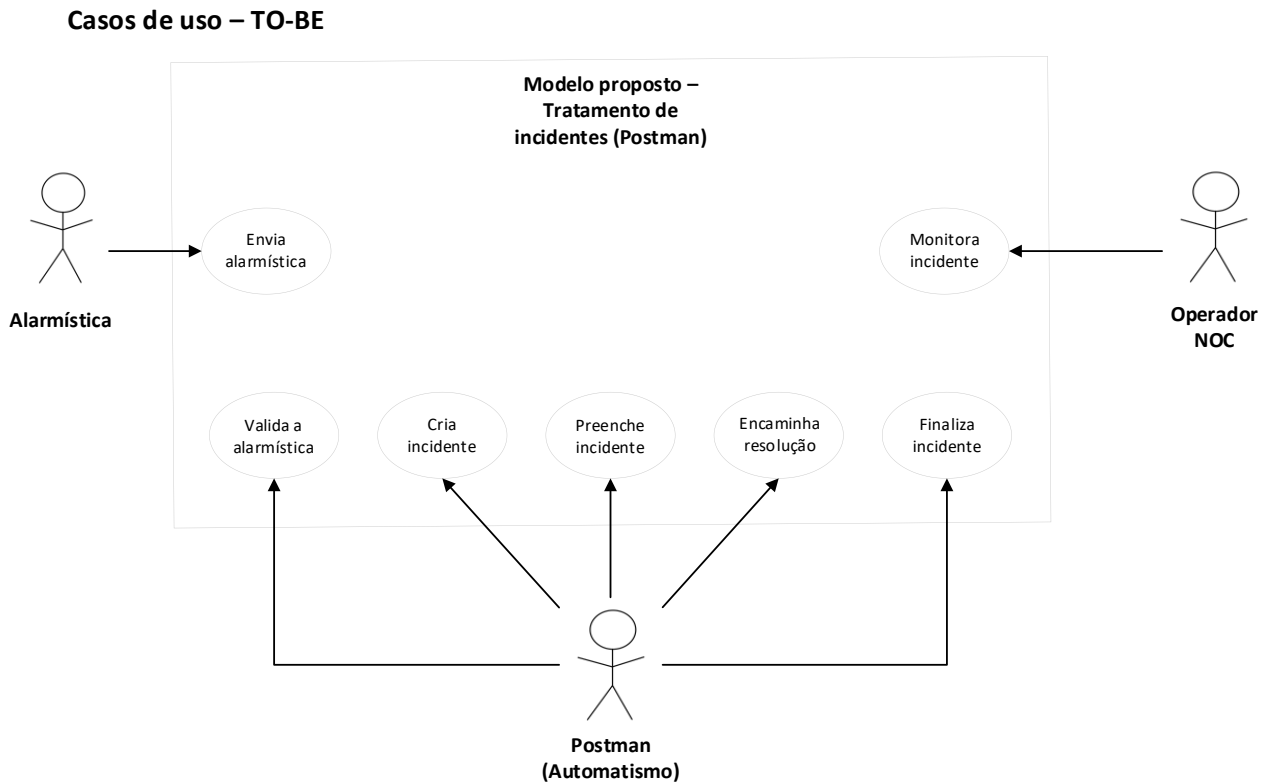 Casos de uso – TO-BE
Modelo proposto –
Tratamento de
incidentes (Postman)
Envia
alarmística
Monitora
incidente
Alarmística
Operador
NOC
Valida a
alarmística
Cria
incidente
Preenche
incidente
Encaminha
resolução
Finaliza
incidente
Postman
(Automatismo)